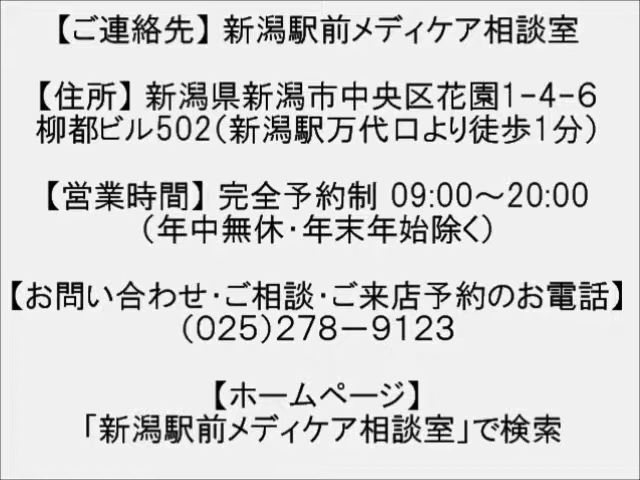 【ご連絡先】 新潟駅前メディケア相談室
【住所】 新潟県新潟市中央区花園1-4-6
柳都ビル502(新潟駅万代口より徒歩1分)
【営業時間】 完全予約制 09:00～20:00
(年中無休・年末年始除く)
【お問い合わせ・ご相談・ご来店予約のお電話】
(025)278－9123
【ホームページ】
「新潟駅前メディケア相談室」で検索